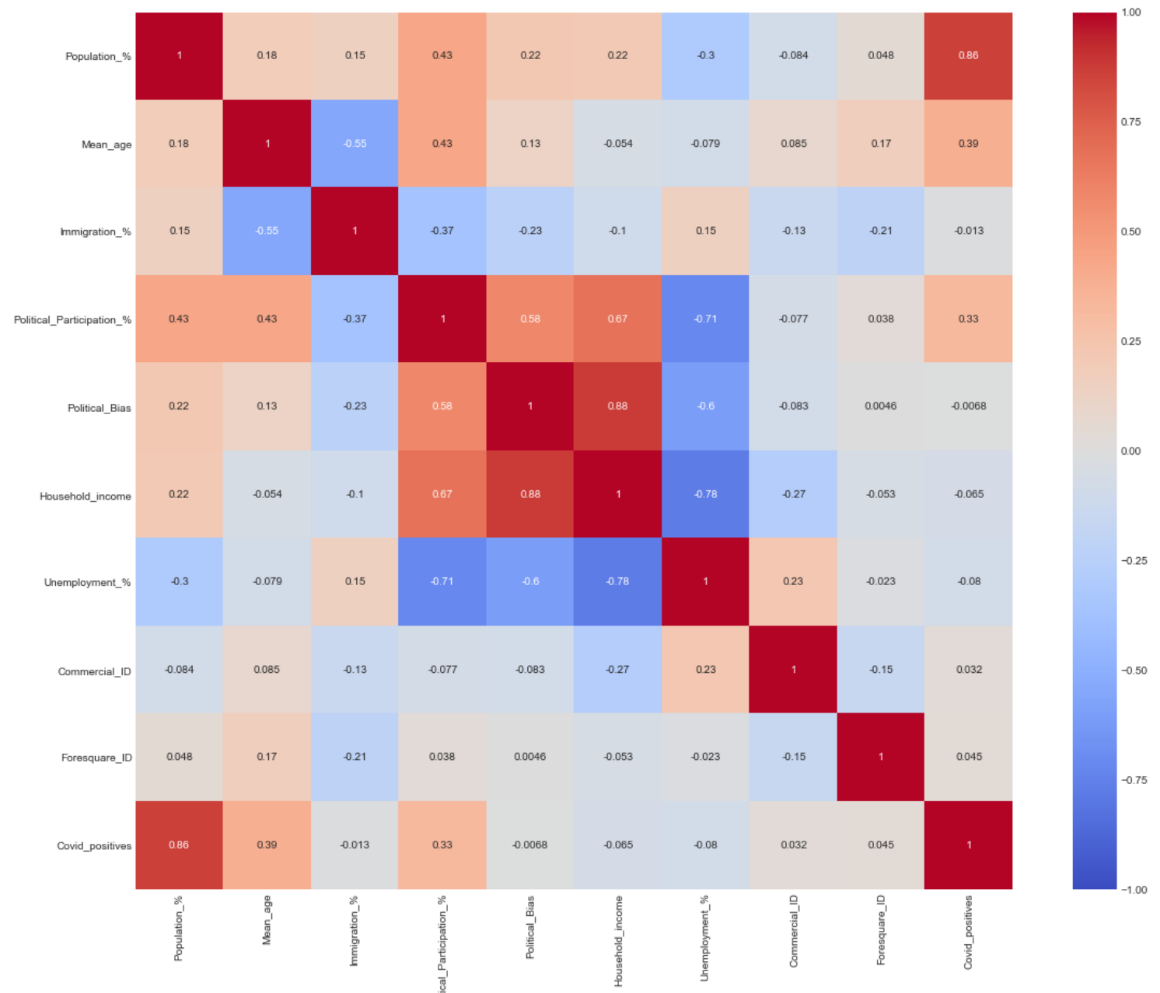 Population_% 1 0.18 0.15 0.43 0.22 0.22 -0.3 -0.084 0.048 0.86
Mean_age 0.18 1 -0.55 0.43 0.13 -0.054 -0.079 0.085 0.17 0.39
Immigration_% 0.15 -0.55 1 -0.37 -0.23 -0.1 0.15 -0.13 -0.21 -0.013
Political_Participation_% 0.43 0.43 -0.37 1 0.58 0.67 -0.71 -0.077 0.038 0.33
Political_Bias 0.22 0.13 -0.23 0.58 1 0.88 -0.6 -0.083 0.0046 -0.0068
Household_income 0.22 -0.054 -0.1 0.67 0.88 1 -0.78 -0.27 -0.053 -0.065
Unemployment_% -0.3 -0.079 0.15 -0.71 -0.6 -0.78 1 0.23 -0.023 -0.08
Commercial_ID -0.084 0.085 -0.13 -0.077 -0.083 -0.27 0.23 1 -0.15 0.032
Foresquare_ID 0.048 0.17 -0.21 0.038 0.0046 -0.053 -0.023 -0.15 1 0.045
Covid_positives 0.86 0.39 -0.013 0.33 -0.0068 -0.065 -0.08 0.032 0.045 1
Population_%
Mean_age
Immigration_%
ical_Participation_%
Political_Bias
Household_income
Unemployment_%
Commercial_ID
Foresquare_ID
Covid_positives
1.00
0.75
0.50
0.25
0.00
−0.25
−0.50
−0.75
−1.00